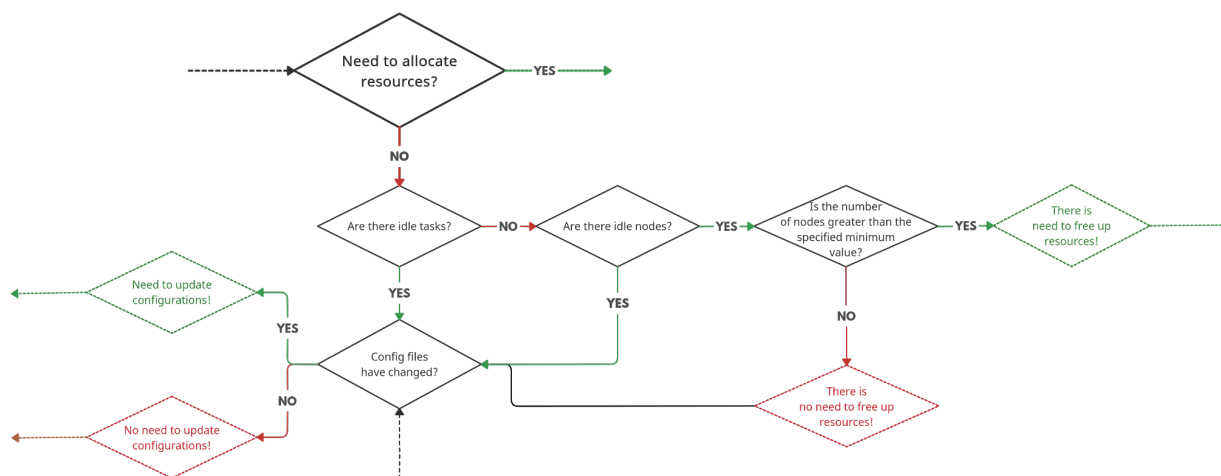 Need to allocate
resources?
YES
NO
Are there idle tasks?
NO
Are there idle nodes?
YES
Is the number
of nodes greater than the
specified minimum
value?
YES
There is
need to free up
resources!
Need to update
configurations!
YES
YES
YES
NO
Config files
have changed?
NO
There is
no need to free up
resources!
No need to update
configurations!